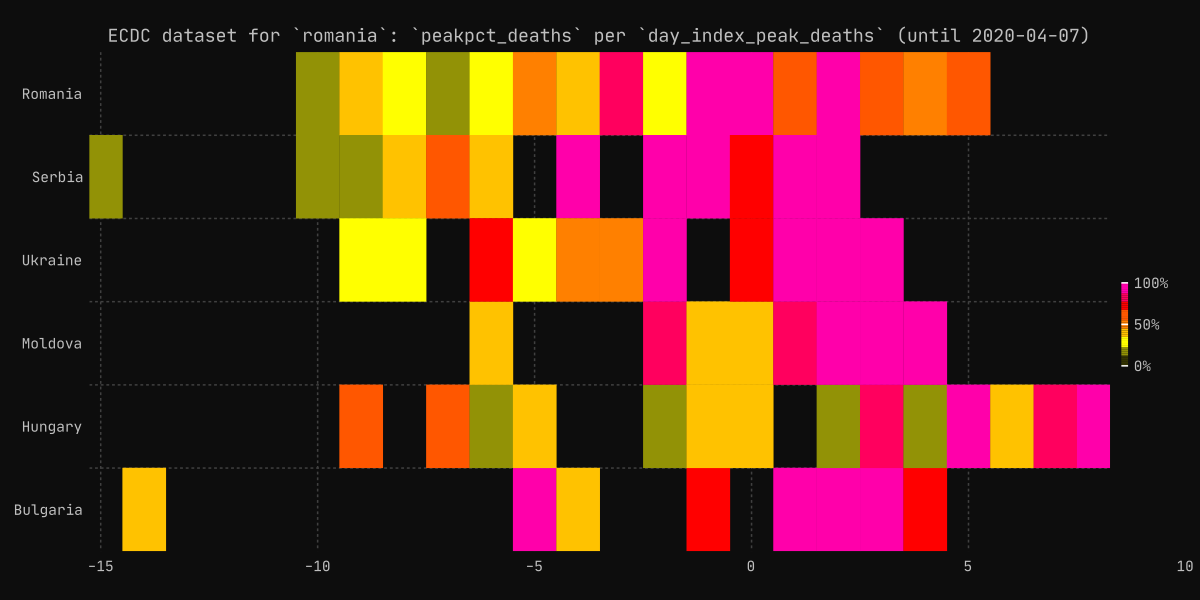 ECDC dataset for `romania`: `peakpct_deaths` per `day_index_peak_deaths` (until 2020-04-07)
Romania
Serbia
Ukraine
Moldova
Hungary
Bulgaria
100%
50%
0%
-15 -10 -5 0 5 10